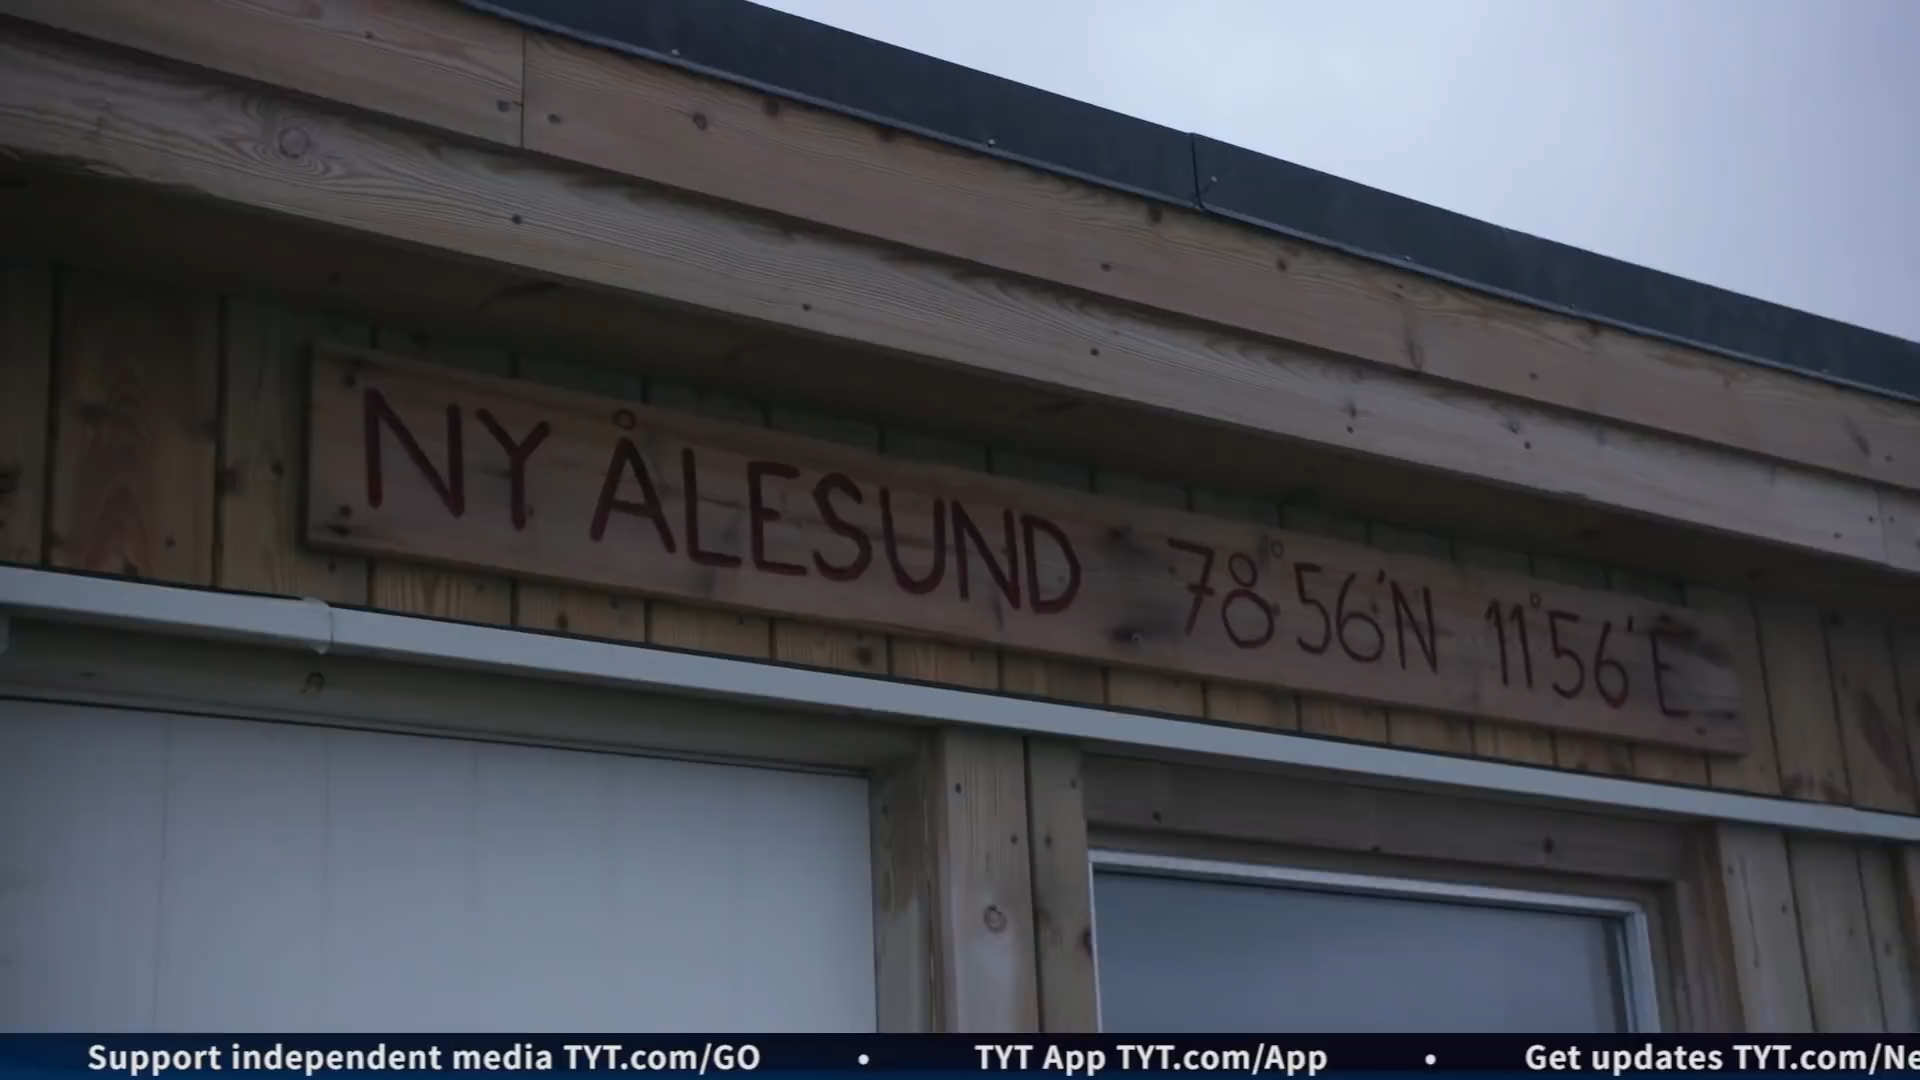 NY ÅLESUND 78°56'N 11°56'E
Support independent media TYT.com/GO • TYT App TYT.com/App • Get updates TYT.com/Ne